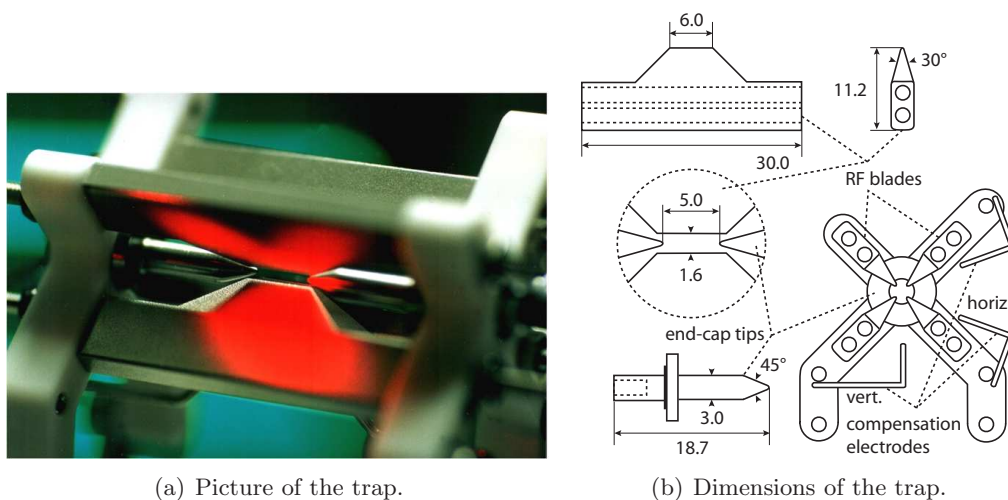 6.0
30°
11.2
30.0
RF blades
5.0
1.6
horiz
end-cap tips
45°
3.0
18.7
vert.
compensation
electrodes
(a) Picture of the trap.
(b) Dimensions of the trap.